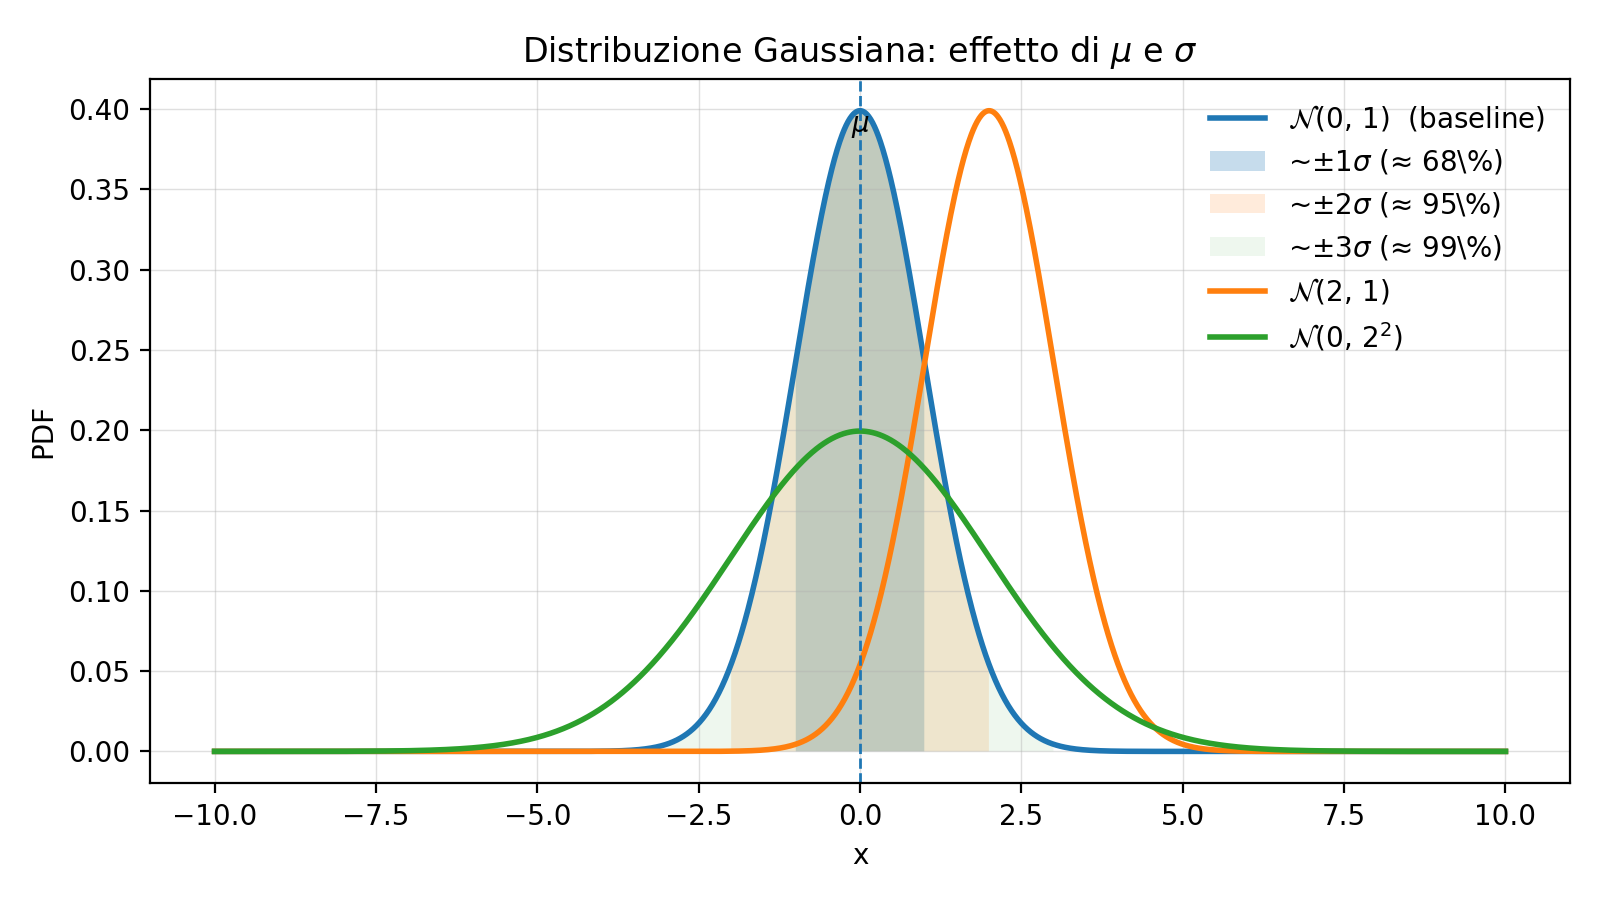 Distribuzione Gaussiana: effetto di μ e σ
0.40
0.35
0.30
0.25
0.20
0.15
0.10
0.05
0.00
PDF
μ
𝒩(0, 1)  (baseline)
~±1σ (≈ 68\%)
~±2σ (≈ 95\%)
~±3σ (≈ 99\%)
𝒩(2, 1)
𝒩(0, 2²)
−10.0 −7.5 −5.0 −2.5 0.0 2.5 5.0 7.5 10.0
x